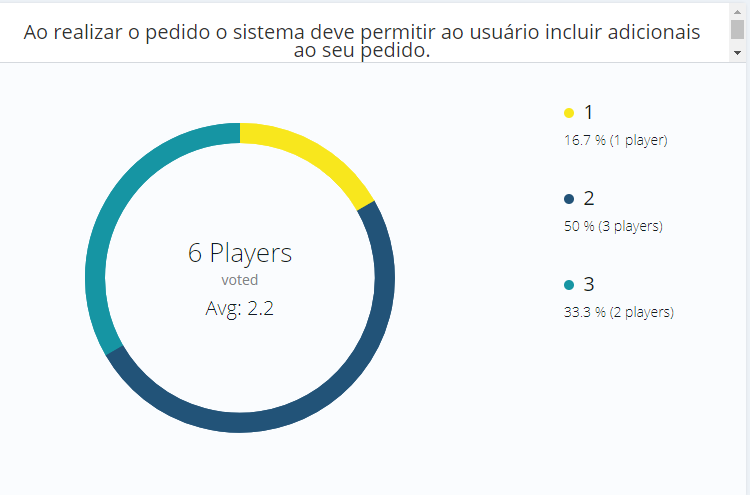 Ao realizar o pedido o sistema deve permitir ao usuário incluir adicionais
ao seu pedido.
6 Players
voted
Avg: 2.2
1
16.7 % (1 player)
2
50 % (3 players)
3
33.3 % (2 players)